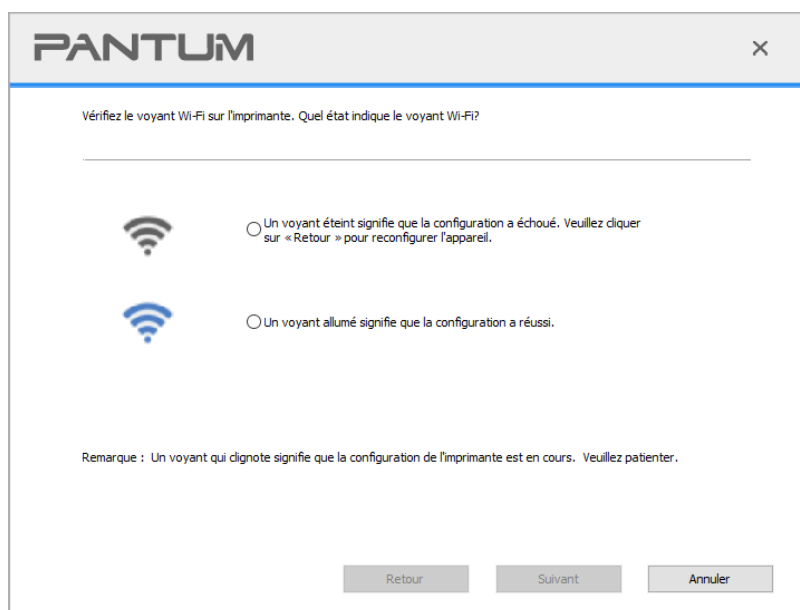 PANTUM
Vérifiez le voyant Wi-Fi sur l'imprimante. Quel état indique le voyant Wi-Fi?
Un voyant éteint signifie que la configuration a échoué. Veuillez cliquer
sur « Retour » pour reconfigurer l'appareil.
Un voyant allumé signifie que la configuration a réussi.
Remarque : Un voyant qui clignote signifie que la configuration de l'imprimante est en cours. Veuillez patienter.
Retour
Suivant
Annuler